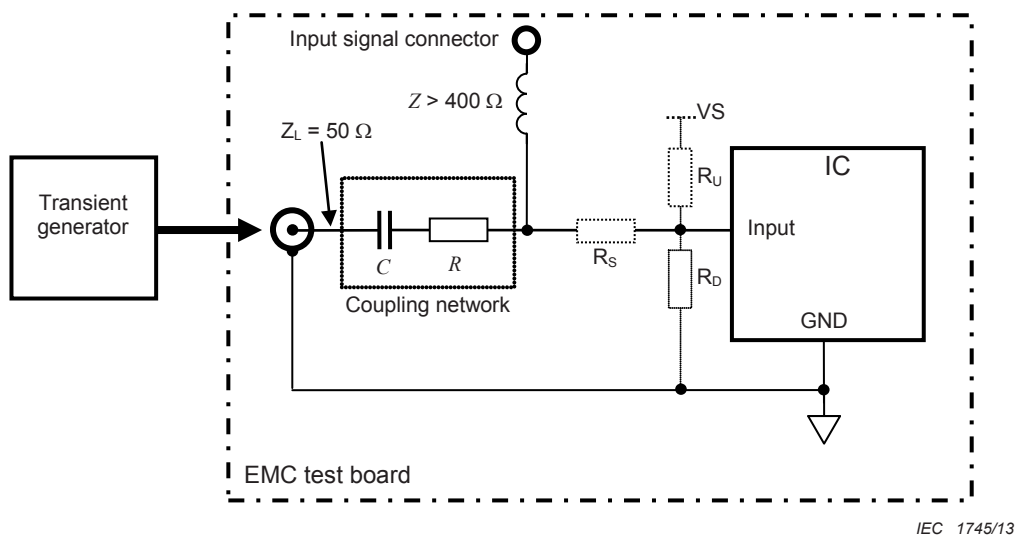 Input signal connector
Z > 400 Ω
VS
Z_L = 50 Ω
IC
R_U
Transient
generator
Input
R_S
R_D
C
R
Coupling network
GND
EMC test board
IEC 1745/13